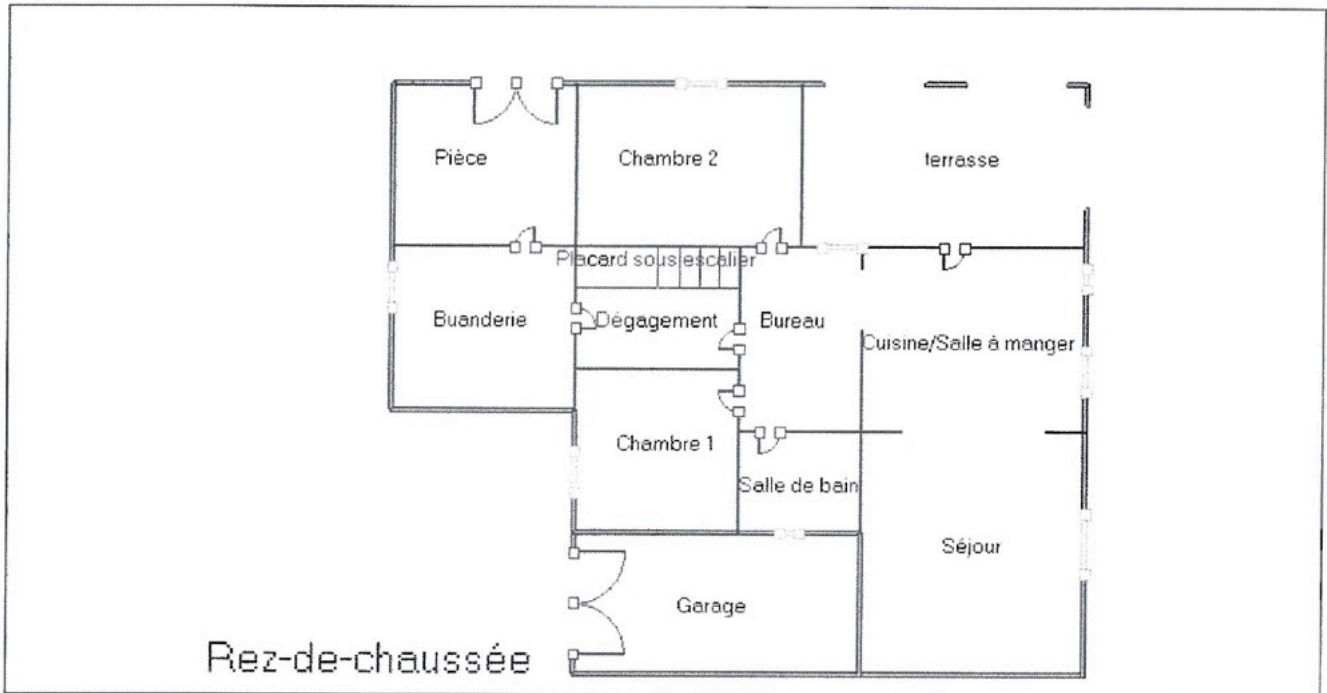 Pièce
Chambre 2
terrasse
Placard sous escalier
Buanderie
Dégagement
Bureau
Cuisine/Salle à manger
Chambre 1
Salle de bain
Séjour
Garage
Rez-de-chaussée